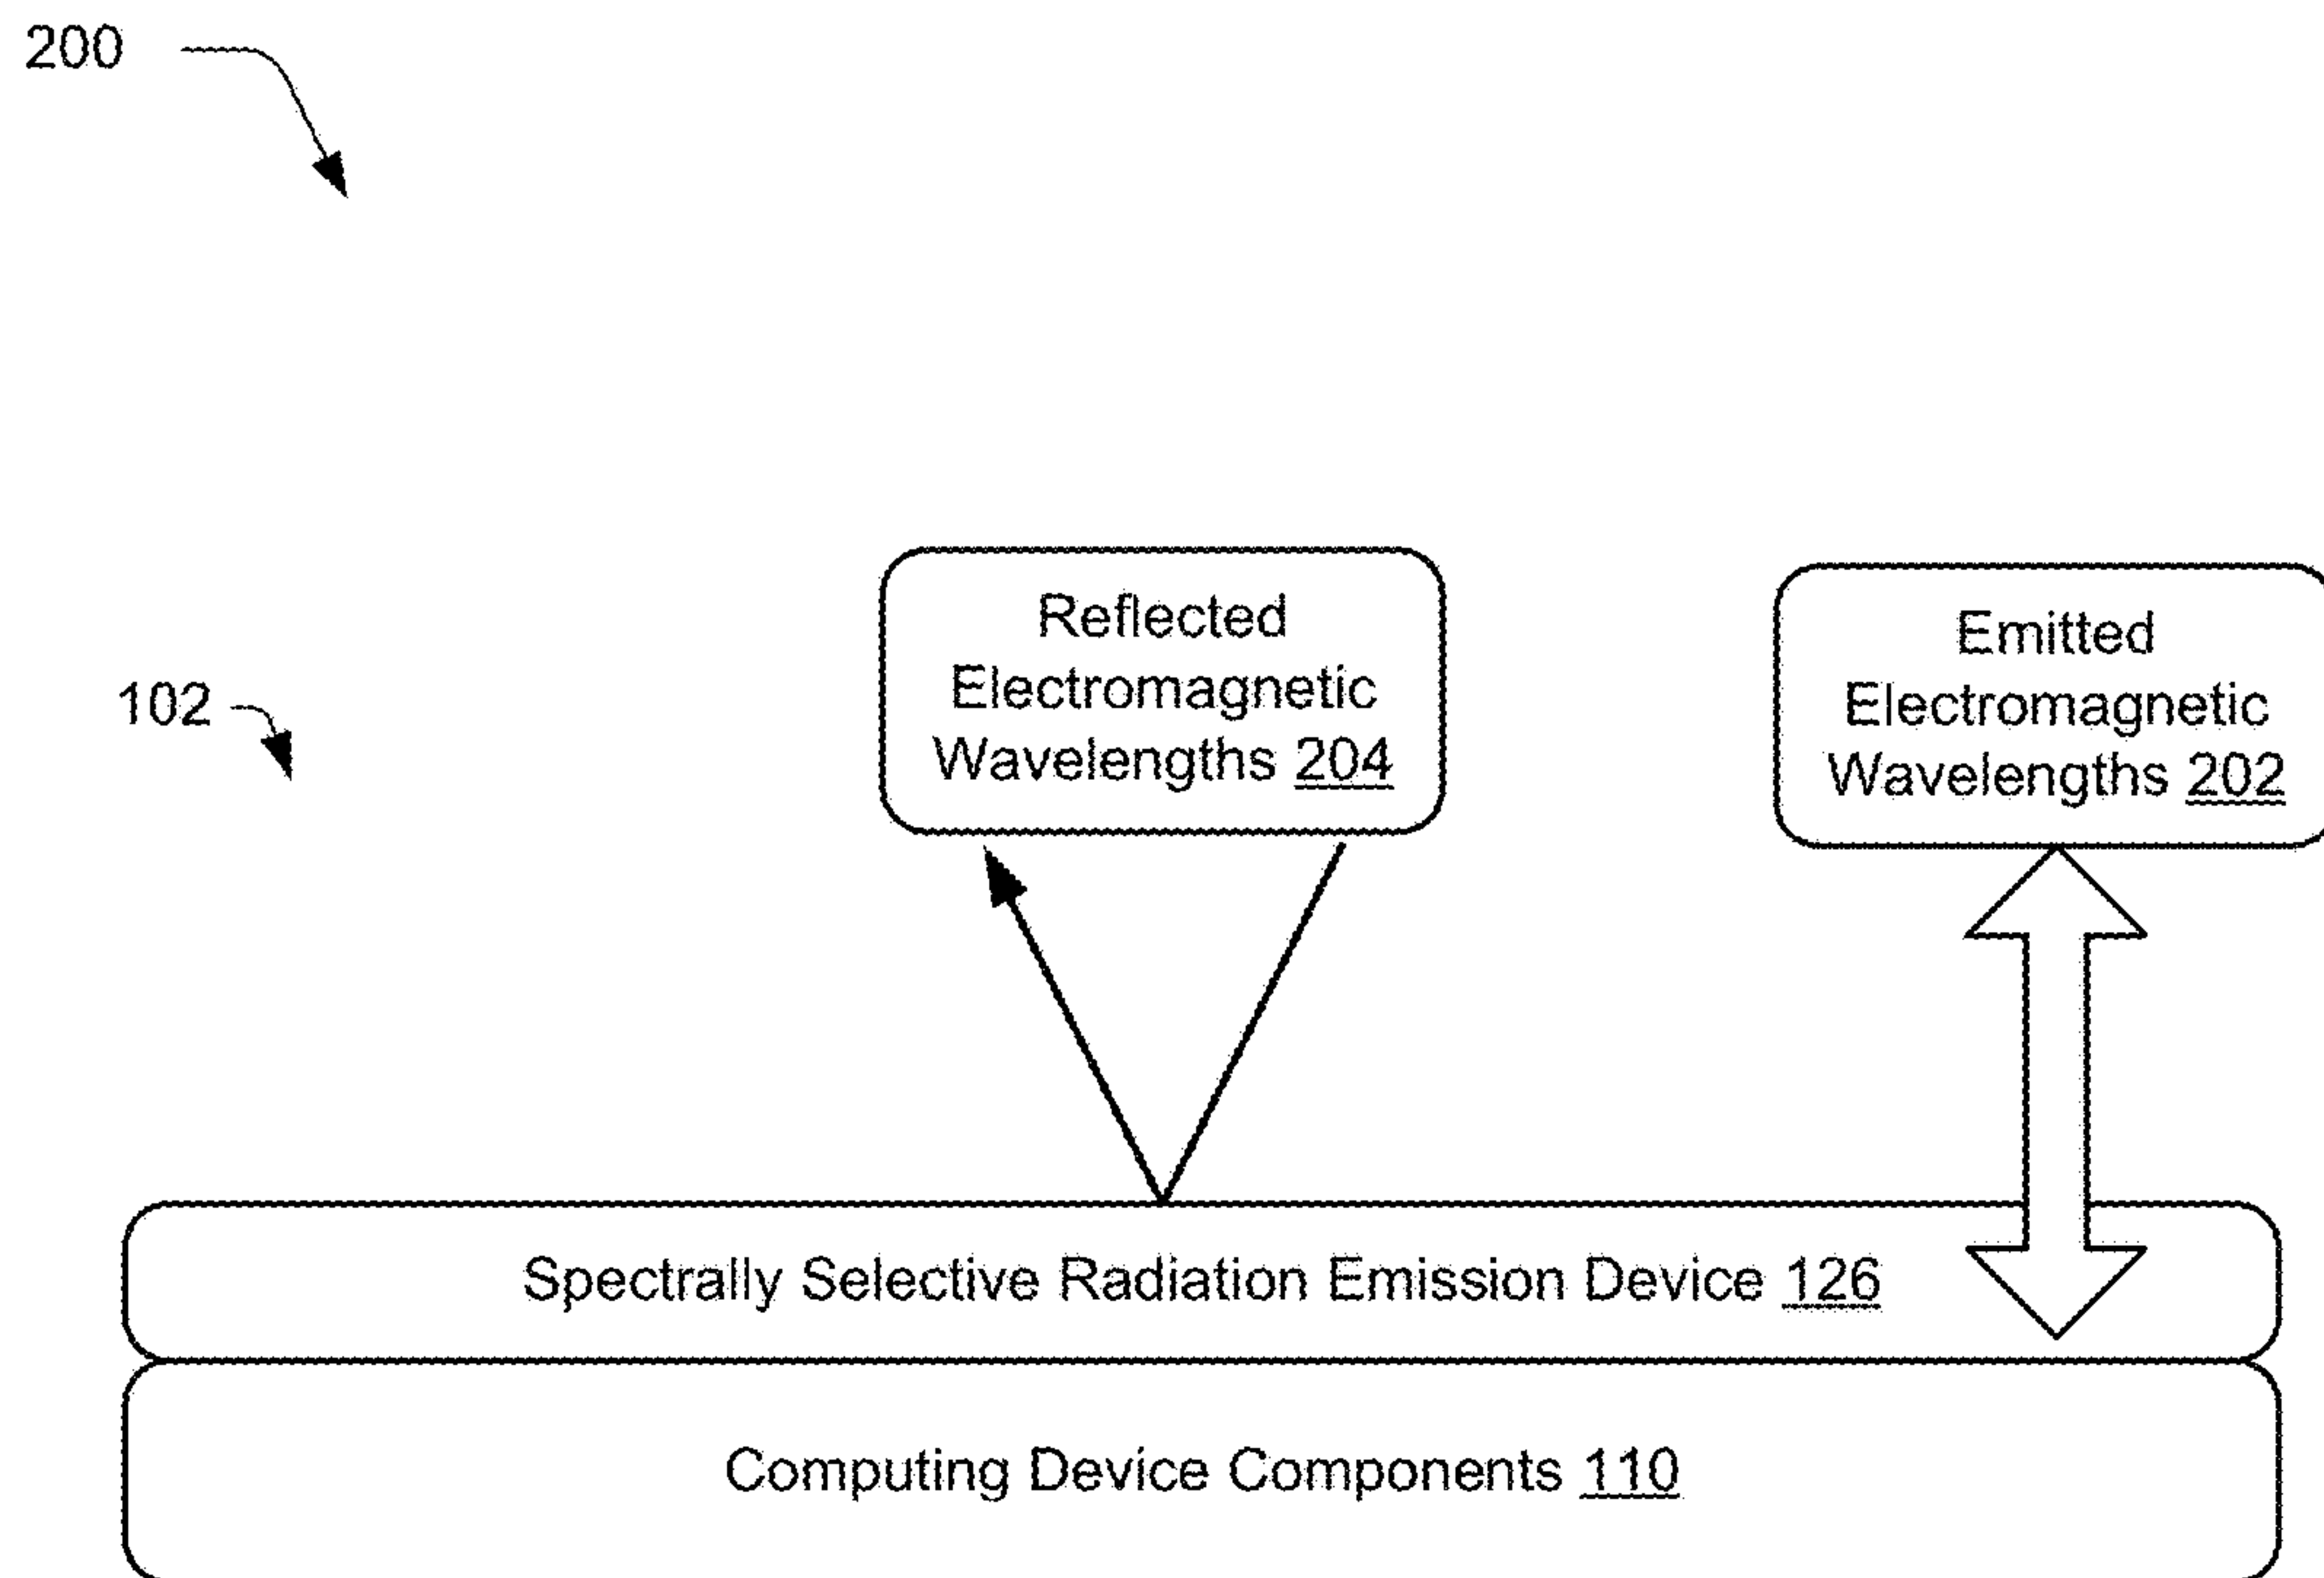 200
Reflected
Electromagnetic
Wavelengths 204
Emitted
Electromagnetic
Wavelengths 202
102
Spectrally Selective Radiation Emission Device 126
Computing Device Components 110